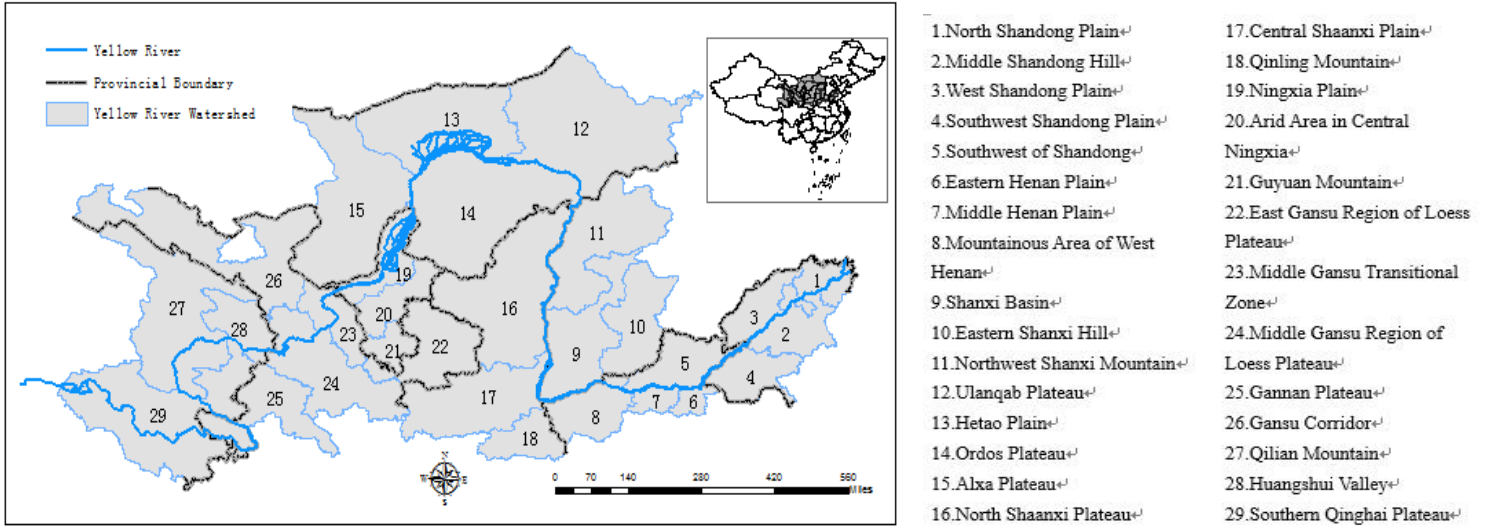 Yellow River
Provincial Boundary
Yellow River Watershed
13
12
15
14
11
19
26
27
16
1
20
3
28
23
10
2
21
22
9
5
24
4
25
17
7
6
29
8
18
N
W E
S
0 70 140 280 420 560
Miles
1.North Shandong Plain↵
2.Middle Shandong Hill↵
3.West Shandong Plain↵
4.Southwest Shandong Plain↵
5.Southwest of Shandong↵
6.Eastern Henan Plain↵
7.Middle Henan Plain↵
8.Mountainous Area of West
Henan↵
9.Shanxi Basin↵
10.Eastern Shanxi Hill↵
11.Northwest Shanxi Mountain↵
12.Ulanqab Plateau↵
13.Hetao Plain↵
14.Ordos Plateau↵
15.Alxa Plateau↵
16.North Shaanxi Plateau↵
17.Central Shaanxi Plain↵
18.Qinling Mountain↵
19.Ningxia Plain↵
20.Arid Area in Central
Ningxia↵
21.Guyuan Mountain↵
22.East Gansu Region of Loess
Plateau↵
23.Middle Gansu Transitional
Zone↵
24.Middle Gansu Region of
Loess Plateau↵
25.Gannan Plateau↵
26.Gansu Corridor↵
27.Qilian Mountain↵
28.Huangshui Valley↵
29.Southern Qinghai Plateau↵